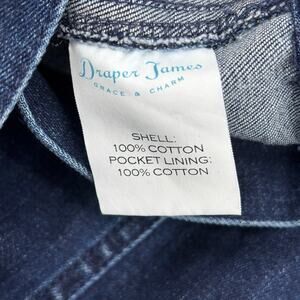 Draper James
GRACE & CHARM
SHELL:
100% COTTON
POCKET LINING:
100% COTTON